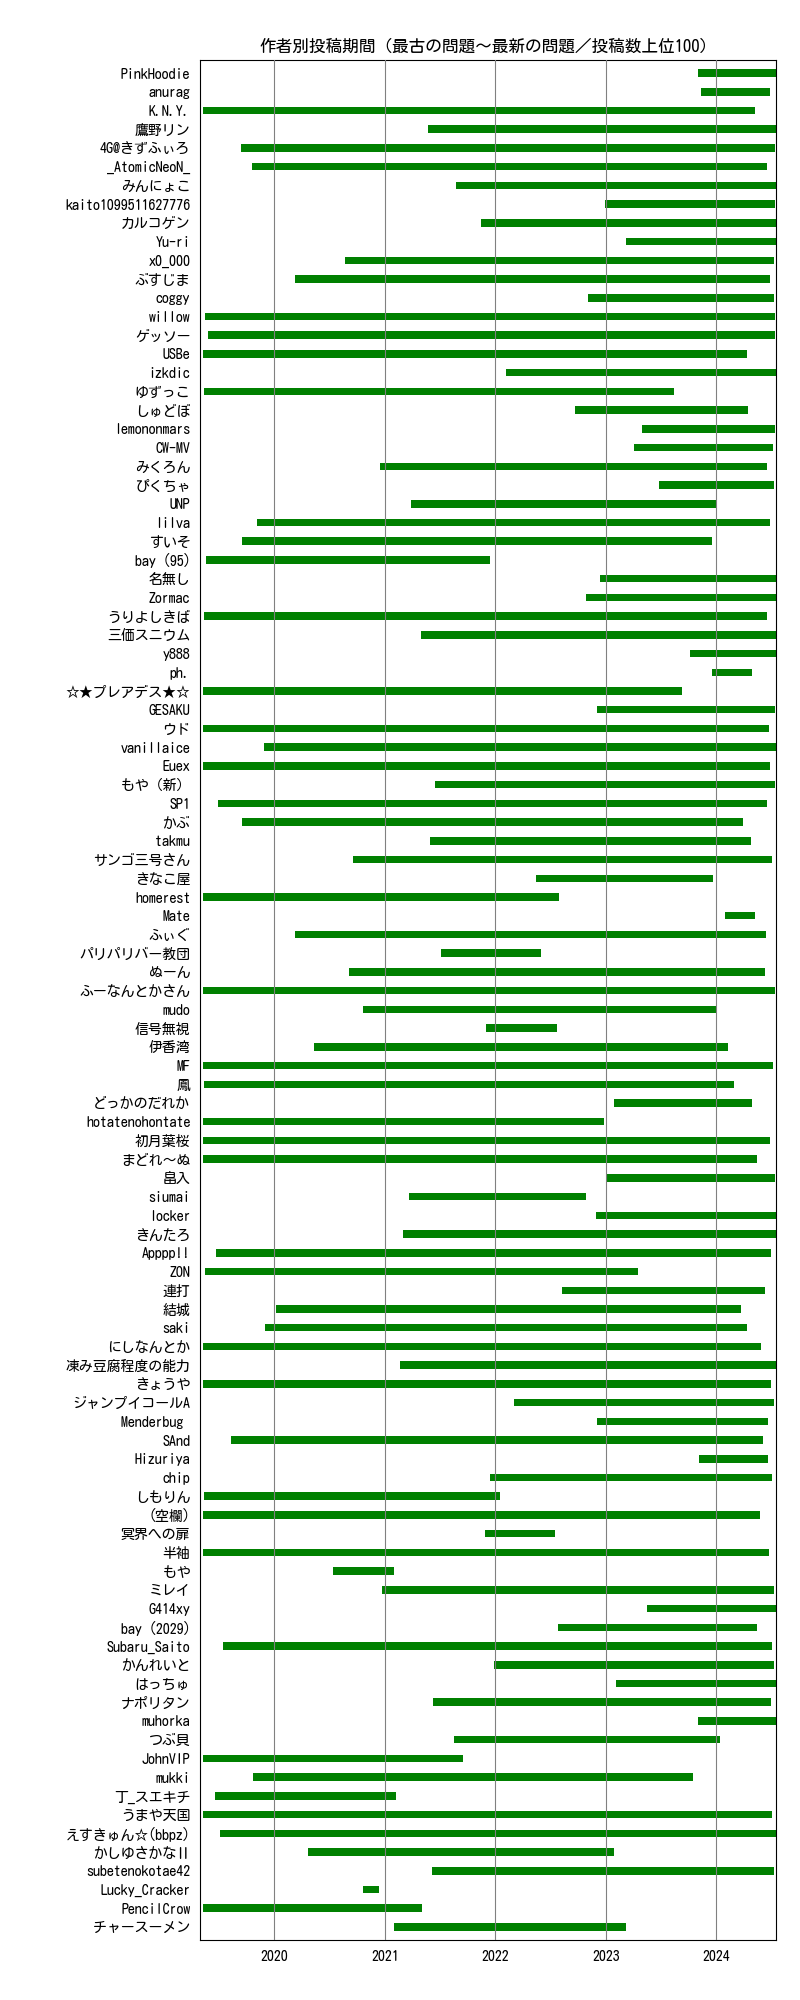 作者別投稿期間（最古の問題～最新の問題／投稿数上位100）
PinkHoodie
anurag
K.N.Y.
鷹野リン
4G@きずふぃろ
_AtomicNeoN_
みんにょこ
kaito1099511627776
カルコゲン
Yu-ri
x0_000
ぶすじま
coggy
willow
ゲッソー
USBe
izkdic
ゆずっこ
しゅどぼ
lemononmars
CW-MV
みくろん
ぴくちゃ
UNP
lilva
すいそ
bay (95)
名無し
Zormac
うりよしきば
三価スニウム
y888
ph.
☆★プレアデス★☆
GESAKU
ウド
vanillaice
Euex
もや（新）
SP1
かぶ
takmu
サンゴ三号さん
きなこ屋
homerest
Mate
ふぃぐ
パリパリバー教団
ぬーん
ふーなんとかさん
mudo
信号無視
伊香湾
MF
鳳
どっかのだれか
hotatenohontate
初月葉桜
まどれ～ぬ
畠入
siumai
locker
きんたろ
Appppll
ZON
連打
結城
saki
にしなんとか
凍み豆腐程度の能力
きょうや
ジャンプイコールA
Menderbug
SAnd
Hizuriya
chip
しもりん
(空欄)
冥界への扉
半袖
もや
ミレイ
G414xy
bay (2029)
Subaru_Saito
かんれいと
はっちゅ
ナポリタン
muhorka
つぶ貝
JohnVIP
mukki
丁_スエキチ
うまや天国
えすきゅん☆(bbpz)
かしゆさかなⅡ
subetenokotae42
Lucky_Cracker
PencilCrow
チャースーメン
2020 2021 2022 2023 2024